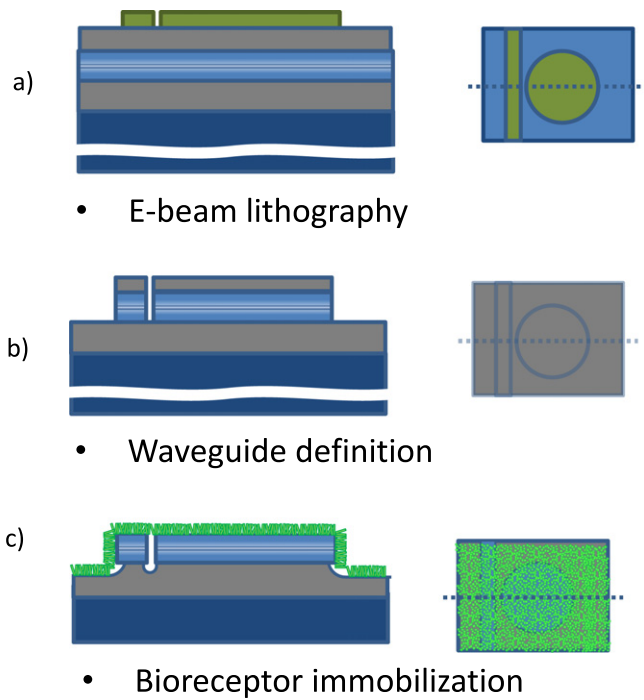 a)
• E-beam lithography
b)
• Waveguide definition
c)
• Bioreceptor immobilization